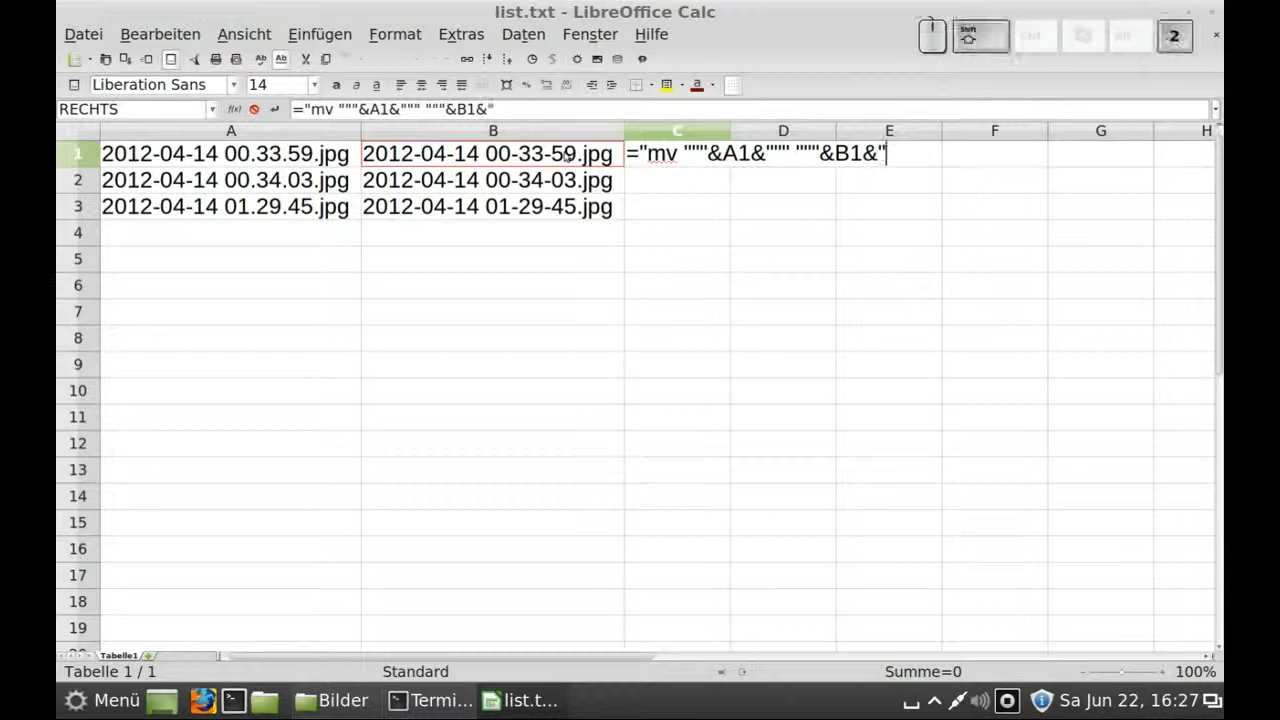 list.txt - LibreOffice Calc
Datei Bearbeiten Ansicht Einfügen Format Extras Daten Fenster Hilfe
Shift 2
Liberation Sans 14
RECHTS ="mv """&A1&""" """&B1&"
A B C D E F G H
1 2012-04-14 00.33.59.jpg 2012-04-14 00-33-59.jpg ="mv """&A1&""" """&B1&"
2 2012-04-14 00.34.03.jpg 2012-04-14 00-34-03.jpg
3 2012-04-14 01.29.45.jpg 2012-04-14 01-29-45.jpg
4
5
6
7
8
9
10
11
12
13
14
15
16
17
18
19
Tabelle1
Tabelle 1 / 1 Standard Summe=0 100%
Menü Bilder Termi... list.t... Sa Jun 22, 16:27